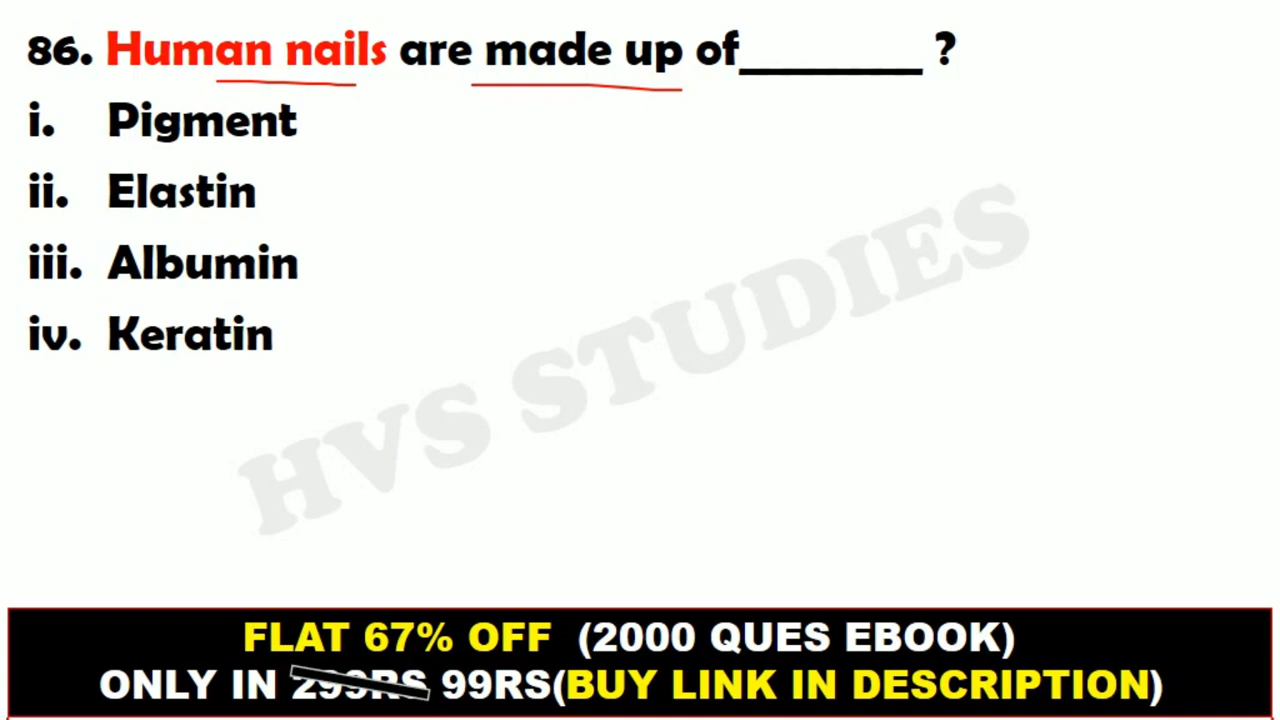 86. Human nails are made up of________ ?
i. Pigment
ii. Elastin
iii. Albumin
iv. Keratin
HVS STUDIES
FLAT 67% OFF (2000 QUES EBOOK)
ONLY IN 299RS 99RS(BUY LINK IN DESCRIPTION)